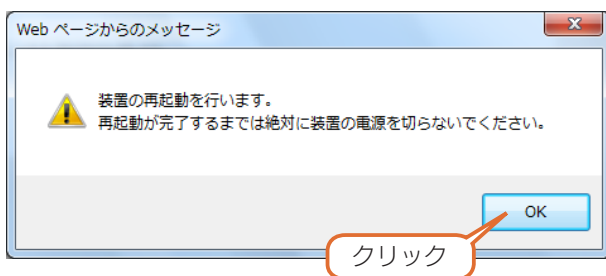 Web ページからのメッセージ
装置の再起動を行います。
再起動が完了するまでは絶対に装置の電源を切らないでください。
OK
クリック